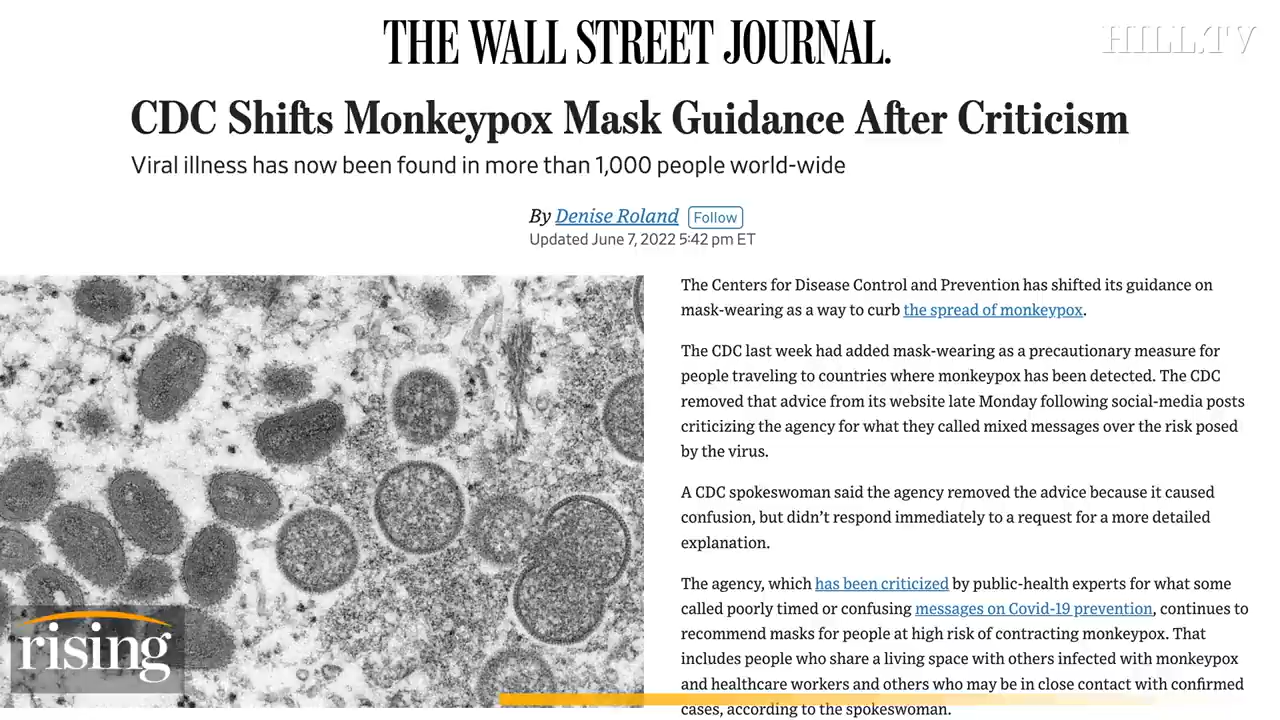 THE WALL STREET JOURNAL.
HILL.TV
CDC Shifts Monkeypox Mask Guidance After Criticism
Viral illness has now been found in more than 1,000 people world-wide
By Denise Roland Follow
Updated June 7, 2022 5:42 pm ET
The Centers for Disease Control and Prevention has shifted its guidance on
mask-wearing as a way to curb the spread of monkeypox.
The CDC last week had added mask-wearing as a precautionary measure for
people traveling to countries where monkeypox has been detected. The CDC
removed that advice from its website late Monday following social-media posts
criticizing the agency for what they called mixed messages over the risk posed
by the virus.
A CDC spokeswoman said the agency removed the advice because it caused
confusion, but didn’t respond immediately to a request for a more detailed
explanation.
The agency, which has been criticized by public-health experts for what some
called poorly timed or confusing messages on Covid-19 prevention, continues to
recommend masks for people at high risk of contracting monkeypox. That
includes people who share a living space with others infected with monkeypox
and healthcare workers and others who may be in close contact with confirmed
cases, according to the spokeswoman.
rising